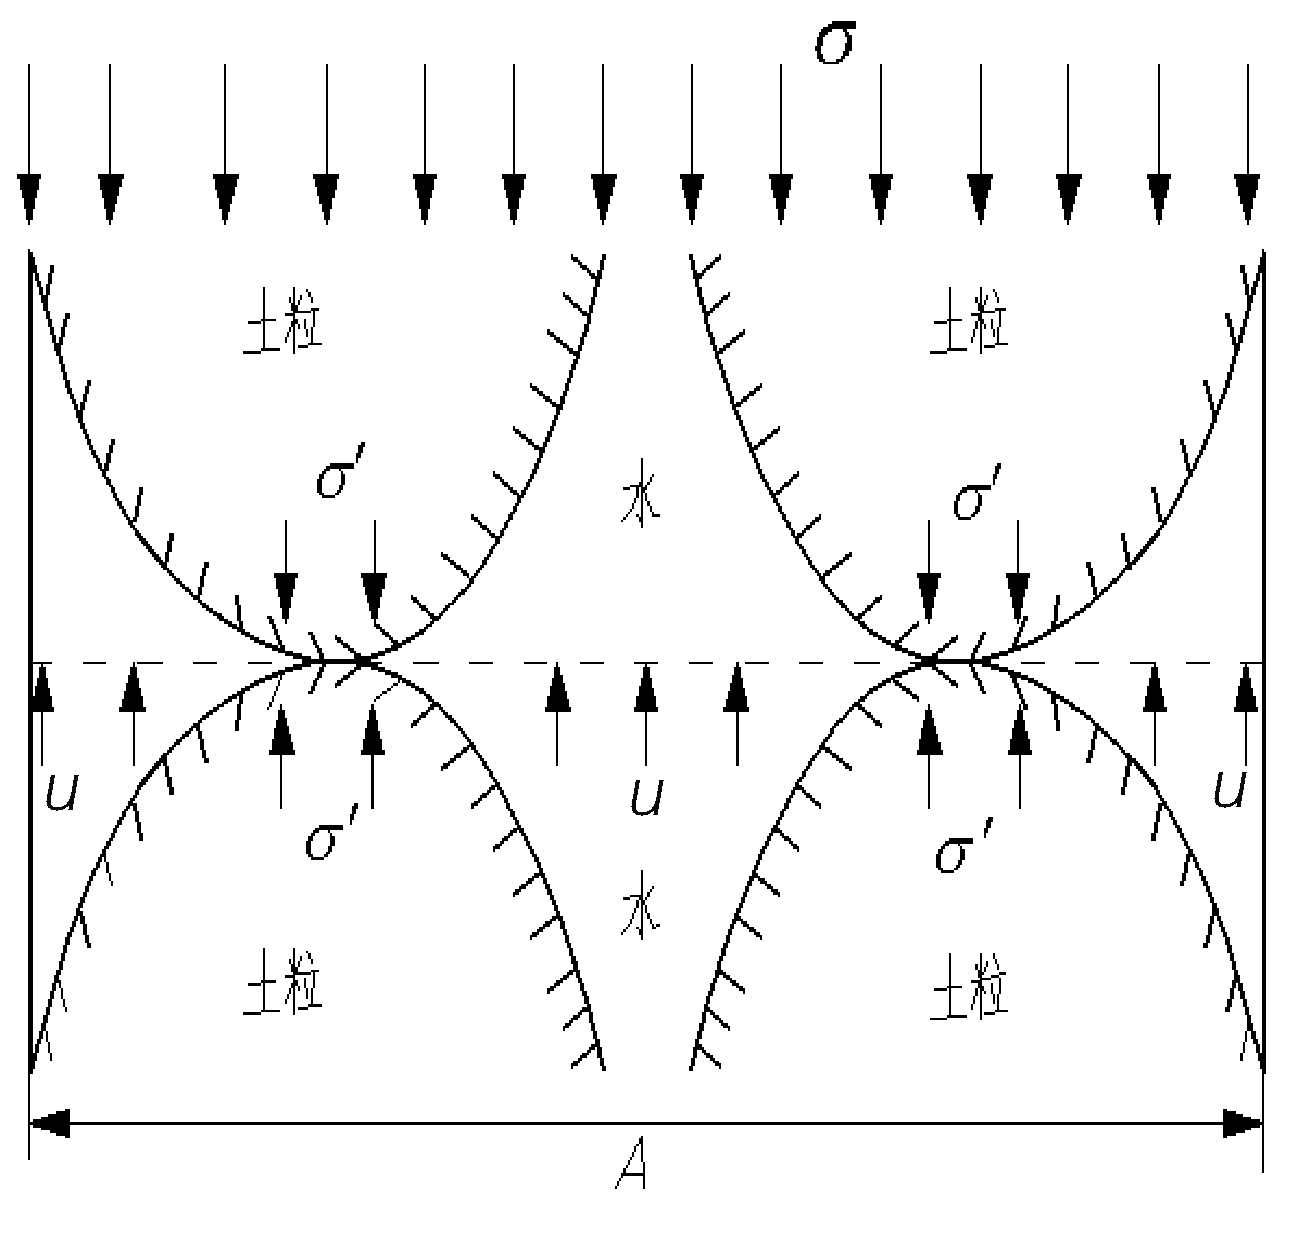 σ
土粒 土粒
σ′ 水 σ′
u u u
σ′ σ′
水
土粒 土粒
A